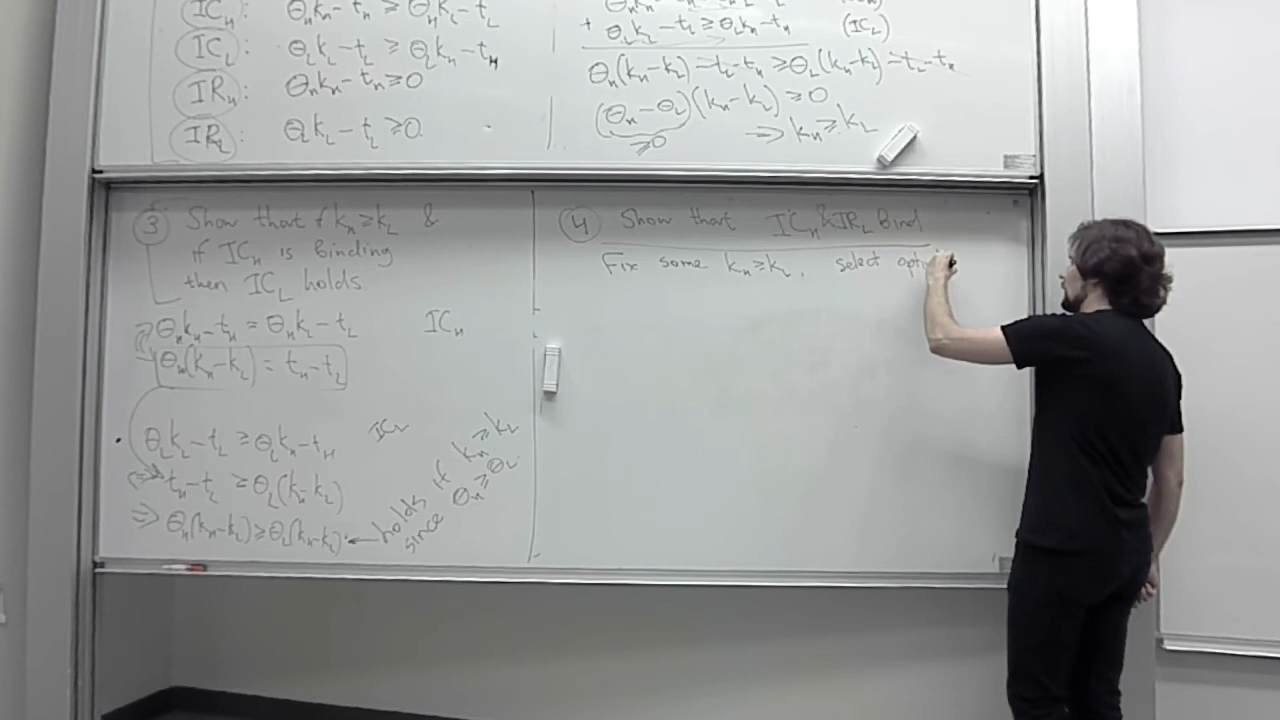 IC_H: θ_H k_H - t_H ≥ θ_H k_L - t_L
IC_L: θ_L k_L - t_L ≥ θ_L k_H - t_H
IR_H: θ_H k_H - t_H ≥ 0
IR_L: θ_L k_L - t_L ≥ 0
+ θ_L k_L - t_L ≥ θ_L k_H - t_H (IC_L)
θ_H (k_H - k_L) - t_L - t_H ≥ θ_L (k_H - k_L) - t_L - t_H
(θ_H - θ_L)(k_H - k_L) ≥ 0
≥0 ⇒ k_H ≥ k_L
③ Show that if k_H ≥ k_L &
if IC_H is binding
then IC_L holds
θ_H k_H - t_H = θ_H k_L - t_L IC_H
θ_H (k_H - k_L) = t_H - t_L
θ_L k_L - t_L ≥ θ_L k_H - t_H IC_L
⇔ t_H - t_L ≥ θ_L (k_H - k_L)
⇒ θ_H (k_H - k_L) ≥ θ_L (k_H - k_L) ← holds if k_H ≥ k_L
since θ_H ≥ θ_L
④ Show that IC_H & IR_L Bind
Fix some k_H ≥ k_L, select